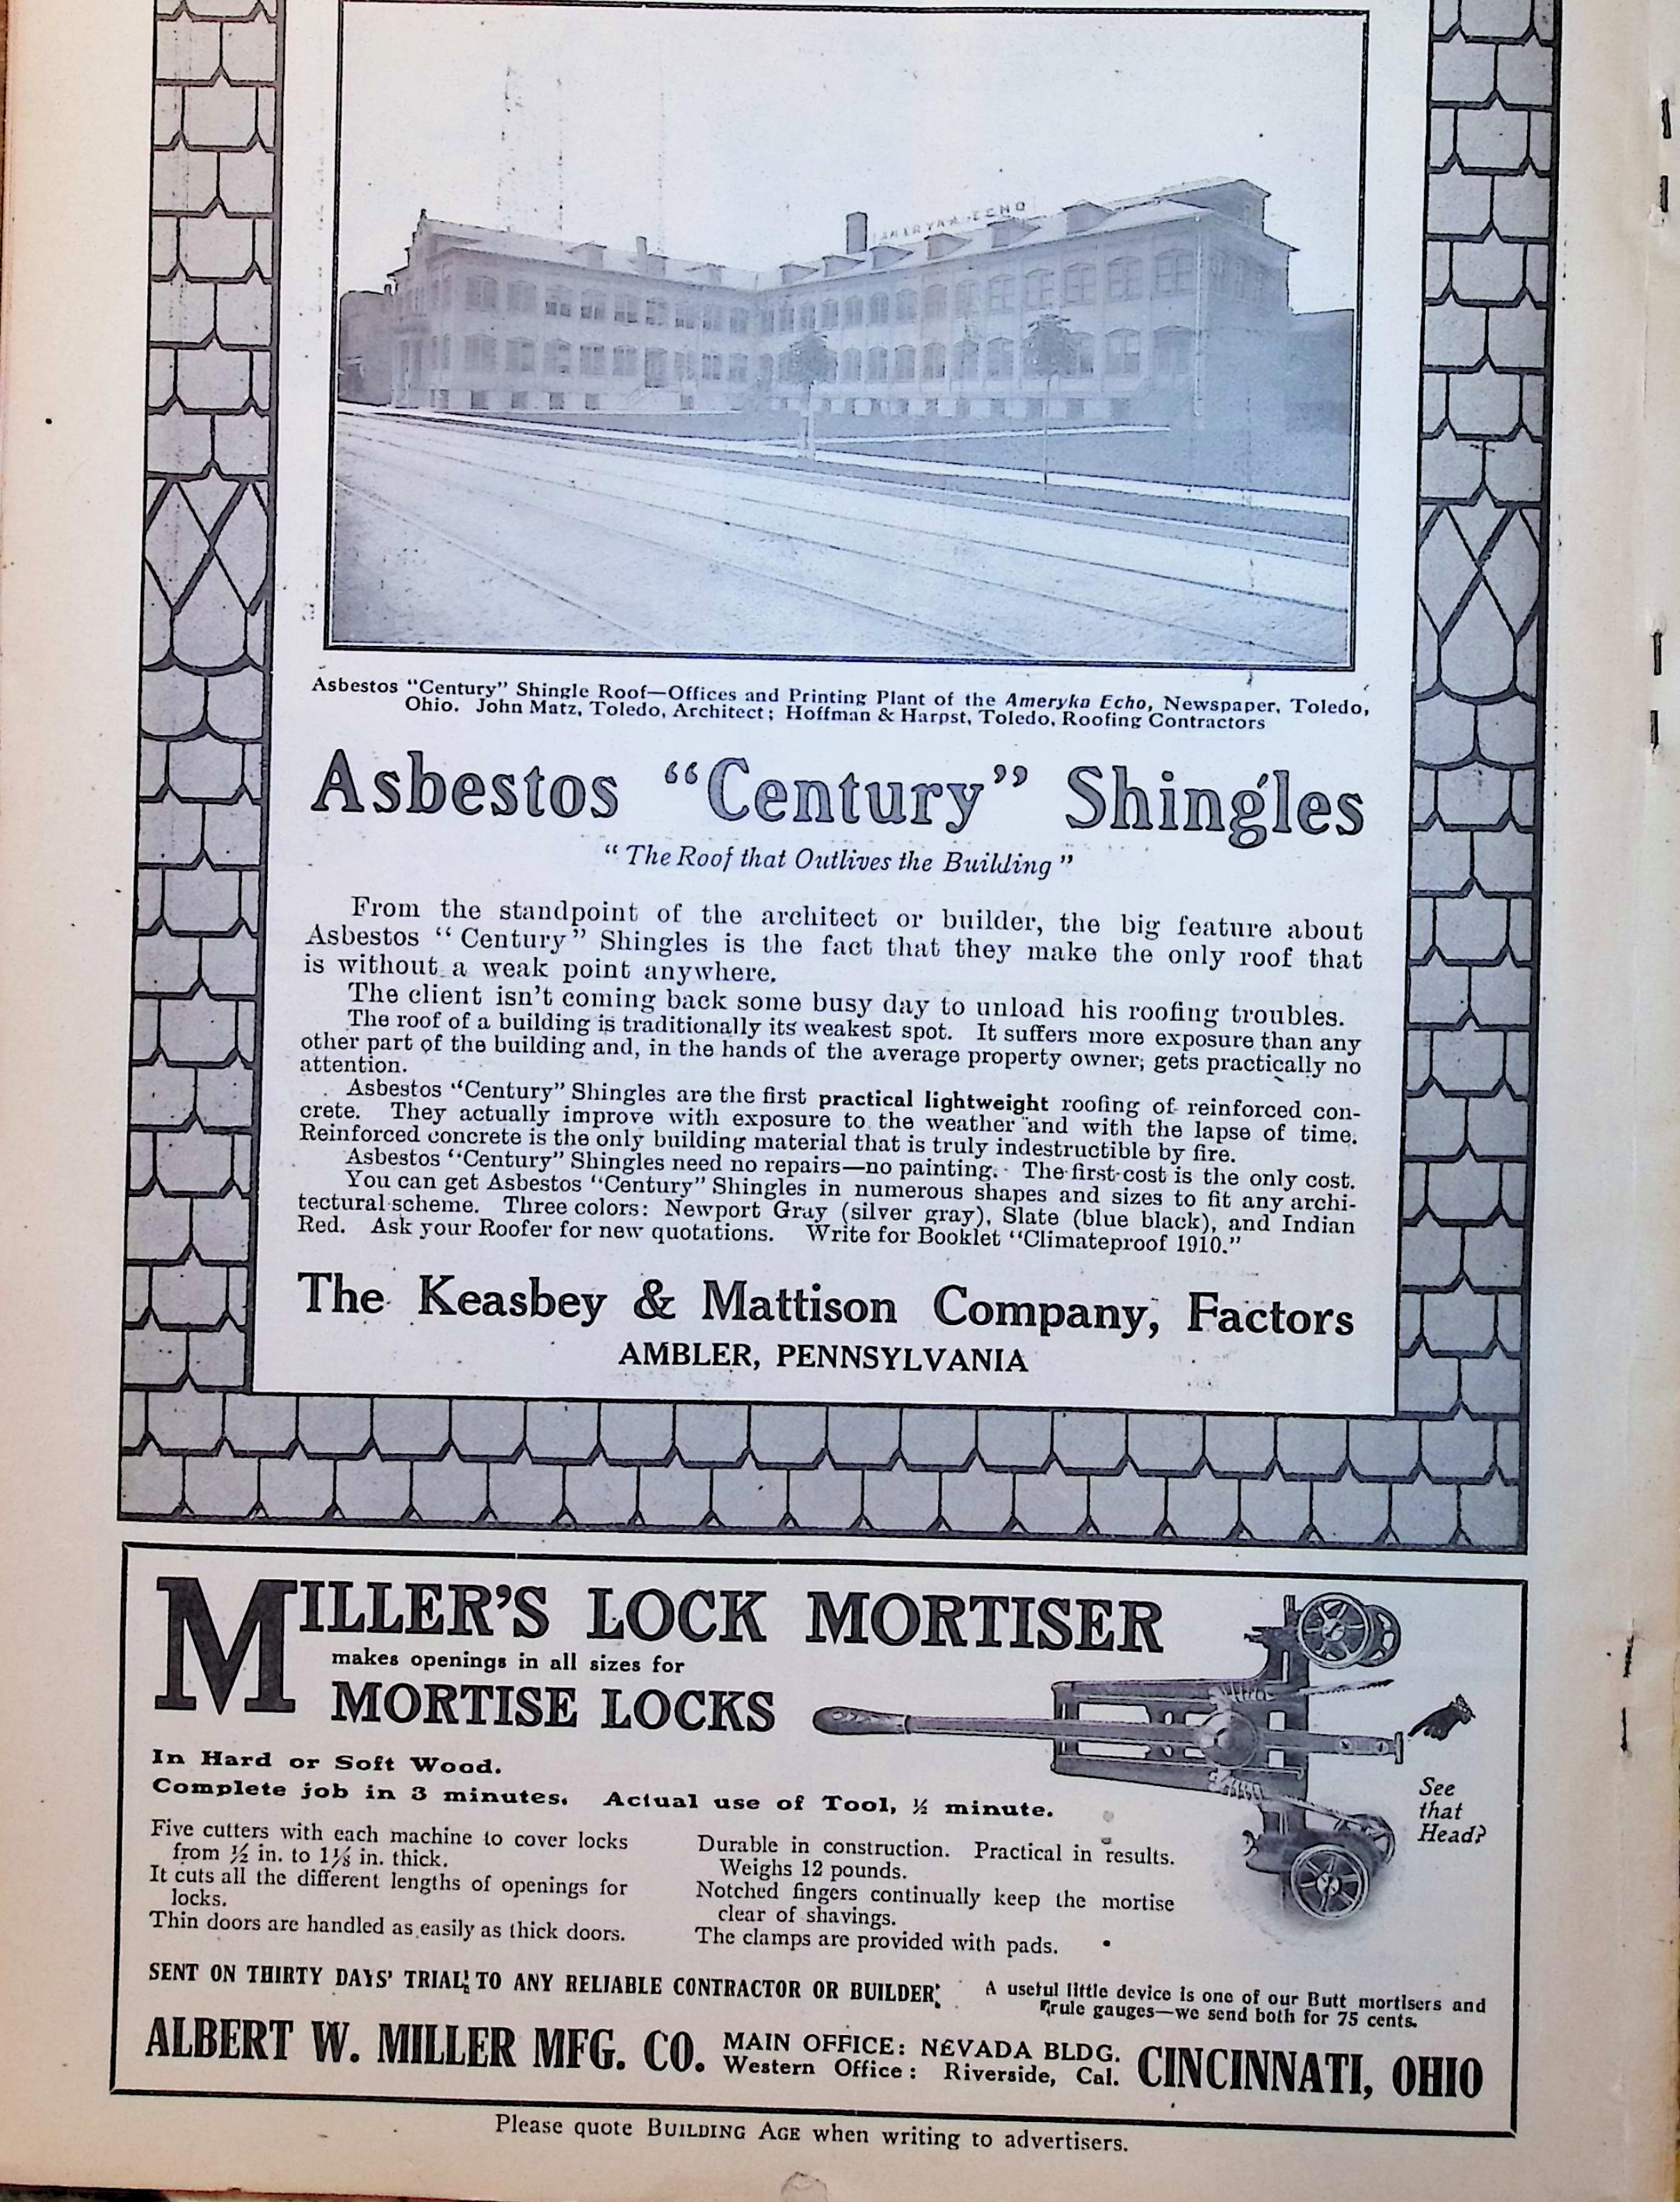 AMERYKA-ECHO
Asbestos "Century" Shingle Roof—Offices and Printing Plant of the Ameryka Echo, Newspaper, Toledo,
Ohio. John Matz, Toledo, Architect; Hoffman & Harpst, Toledo, Roofing Contractors
Asbestos "Century" Shingles
"The Roof that Outlives the Building"
From the standpoint of the architect or builder, the big feature about
Asbestos "Century" Shingles is the fact that they make the only roof that
is without a weak point anywhere.
The client isn't coming back some busy day to unload his roofing troubles.
The roof of a building is traditionally its weakest spot. It suffers more exposure than any
other part of the building and, in the hands of the average property owner, gets practically no
attention.
Asbestos "Century" Shingles are the first practical lightweight roofing of reinforced con-
crete. They actually improve with exposure to the weather and with the lapse of time.
Reinforced concrete is the only building material that is truly indestructible by fire.
Asbestos "Century" Shingles need no repairs—no painting. The first cost is the only cost.
You can get Asbestos "Century" Shingles in numerous shapes and sizes to fit any archi-
tectural scheme. Three colors: Newport Gray (silver gray), Slate (blue black), and Indian
Red. Ask your Roofer for new quotations. Write for Booklet "Climateproof 1910."
The Keasbey & Mattison Company, Factors
AMBLER, PENNSYLVANIA
MILLER'S LOCK MORTISER
makes openings in all sizes for
MORTISE LOCKS
In Hard or Soft Wood.
Complete job in 3 minutes. Actual use of Tool, ½ minute.
See
that
Head?
Five cutters with each machine to cover locks
from ½ in. to 1⅛ in. thick.
It cuts all the different lengths of openings for
locks.
Thin doors are handled as easily as thick doors.
Durable in construction. Practical in results.
Weighs 12 pounds.
Notched fingers continually keep the mortise
clear of shavings.
The clamps are provided with pads.
SENT ON THIRTY DAYS' TRIAL TO ANY RELIABLE CONTRACTOR OR BUILDER.
A useful little device is one of our Butt mortisers and
rule gauges—we send both for 75 cents.
ALBERT W. MILLER MFG. CO.
MAIN OFFICE: NEVADA BLDG.
Western Office: Riverside, Cal.
CINCINNATI, OHIO
Please quote BUILDING AGE when writing to advertisers.